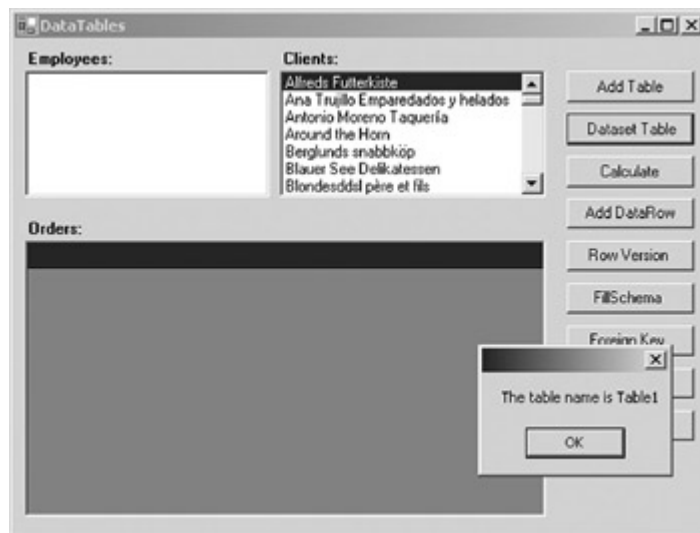 DataTables
Employees:
Clients:
Alfreds Futterkiste
Ana Trujillo Emparedados y helados
Antonio Moreno Taquería
Around the Horn
Berglunds snabbköp
Blauer See Delikatessen
Blondesddsl père et fils
Add Table
Dataset Table
Calculate
Add DataRow
Row Version
FillSchema
Foreign Key
Orders:
The table name is Table1
OK